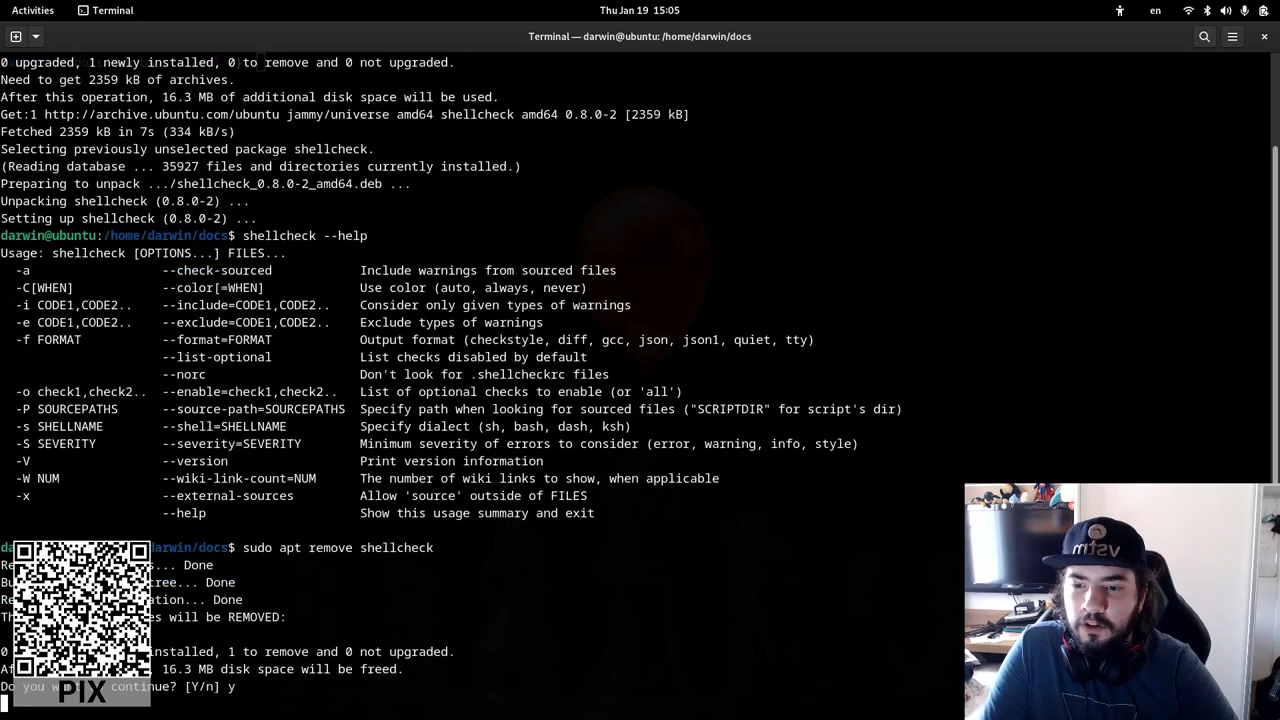 Activities
Terminal
Thu Jan 19 15:05
en
Terminal — darwin@ubuntu: /home/darwin/docs
0 upgraded, 1 newly installed, 0 to remove and 0 not upgraded.
Need to get 2359 kB of archives.
After this operation, 16.3 MB of additional disk space will be used.
Get:1 http://archive.ubuntu.com/ubuntu jammy/universe amd64 shellcheck amd64 0.8.0-2 [2359 kB]
Fetched 2359 kB in 7s (334 kB/s)
Selecting previously unselected package shellcheck.
(Reading database ... 35927 files and directories currently installed.)
Preparing to unpack .../shellcheck_0.8.0-2_amd64.deb ...
Unpacking shellcheck (0.8.0-2) ...
Setting up shellcheck (0.8.0-2) ...
darwin@ubuntu:/home/darwin/docs$ shellcheck --help
Usage: shellcheck [OPTIONS...] FILES...
-a --check-sourced Include warnings from sourced files
-C[WHEN] --color[=WHEN] Use color (auto, always, never)
-i CODE1,CODE2.. --include=CODE1,CODE2.. Consider only given types of warnings
-e CODE1,CODE2.. --exclude=CODE1,CODE2.. Exclude types of warnings
-f FORMAT --format=FORMAT Output format (checkstyle, diff, gcc, json, json1, quiet, tty)
--list-optional List checks disabled by default
--norc Don't look for .shellcheckrc files
-o check1,check2.. --enable=check1,check2.. List of optional checks to enable (or 'all')
-P SOURCEPATHS --source-path=SOURCEPATHS Specify path when looking for sourced files ("SCRIPTDIR" for script's dir)
-s SHELLNAME --shell=SHELLNAME Specify dialect (sh, bash, dash, ksh)
-S SEVERITY --severity=SEVERITY Minimum severity of errors to consider (error, warning, info, style)
-V --version Print version information
-W NUM --wiki-link-count=NUM The number of wiki links to show, when applicable
-x --external-sources Allow 'source' outside of FILES
--help Show this usage summary and exit
darwin/docs$ sudo apt remove shellcheck
... Done
tree... Done
ation... Done
es will be REMOVED:
0 installed, 1 to remove and 0 not upgraded.
16.3 MB disk space will be freed.
Do you want continue? [Y/n] y
PIX
vstm